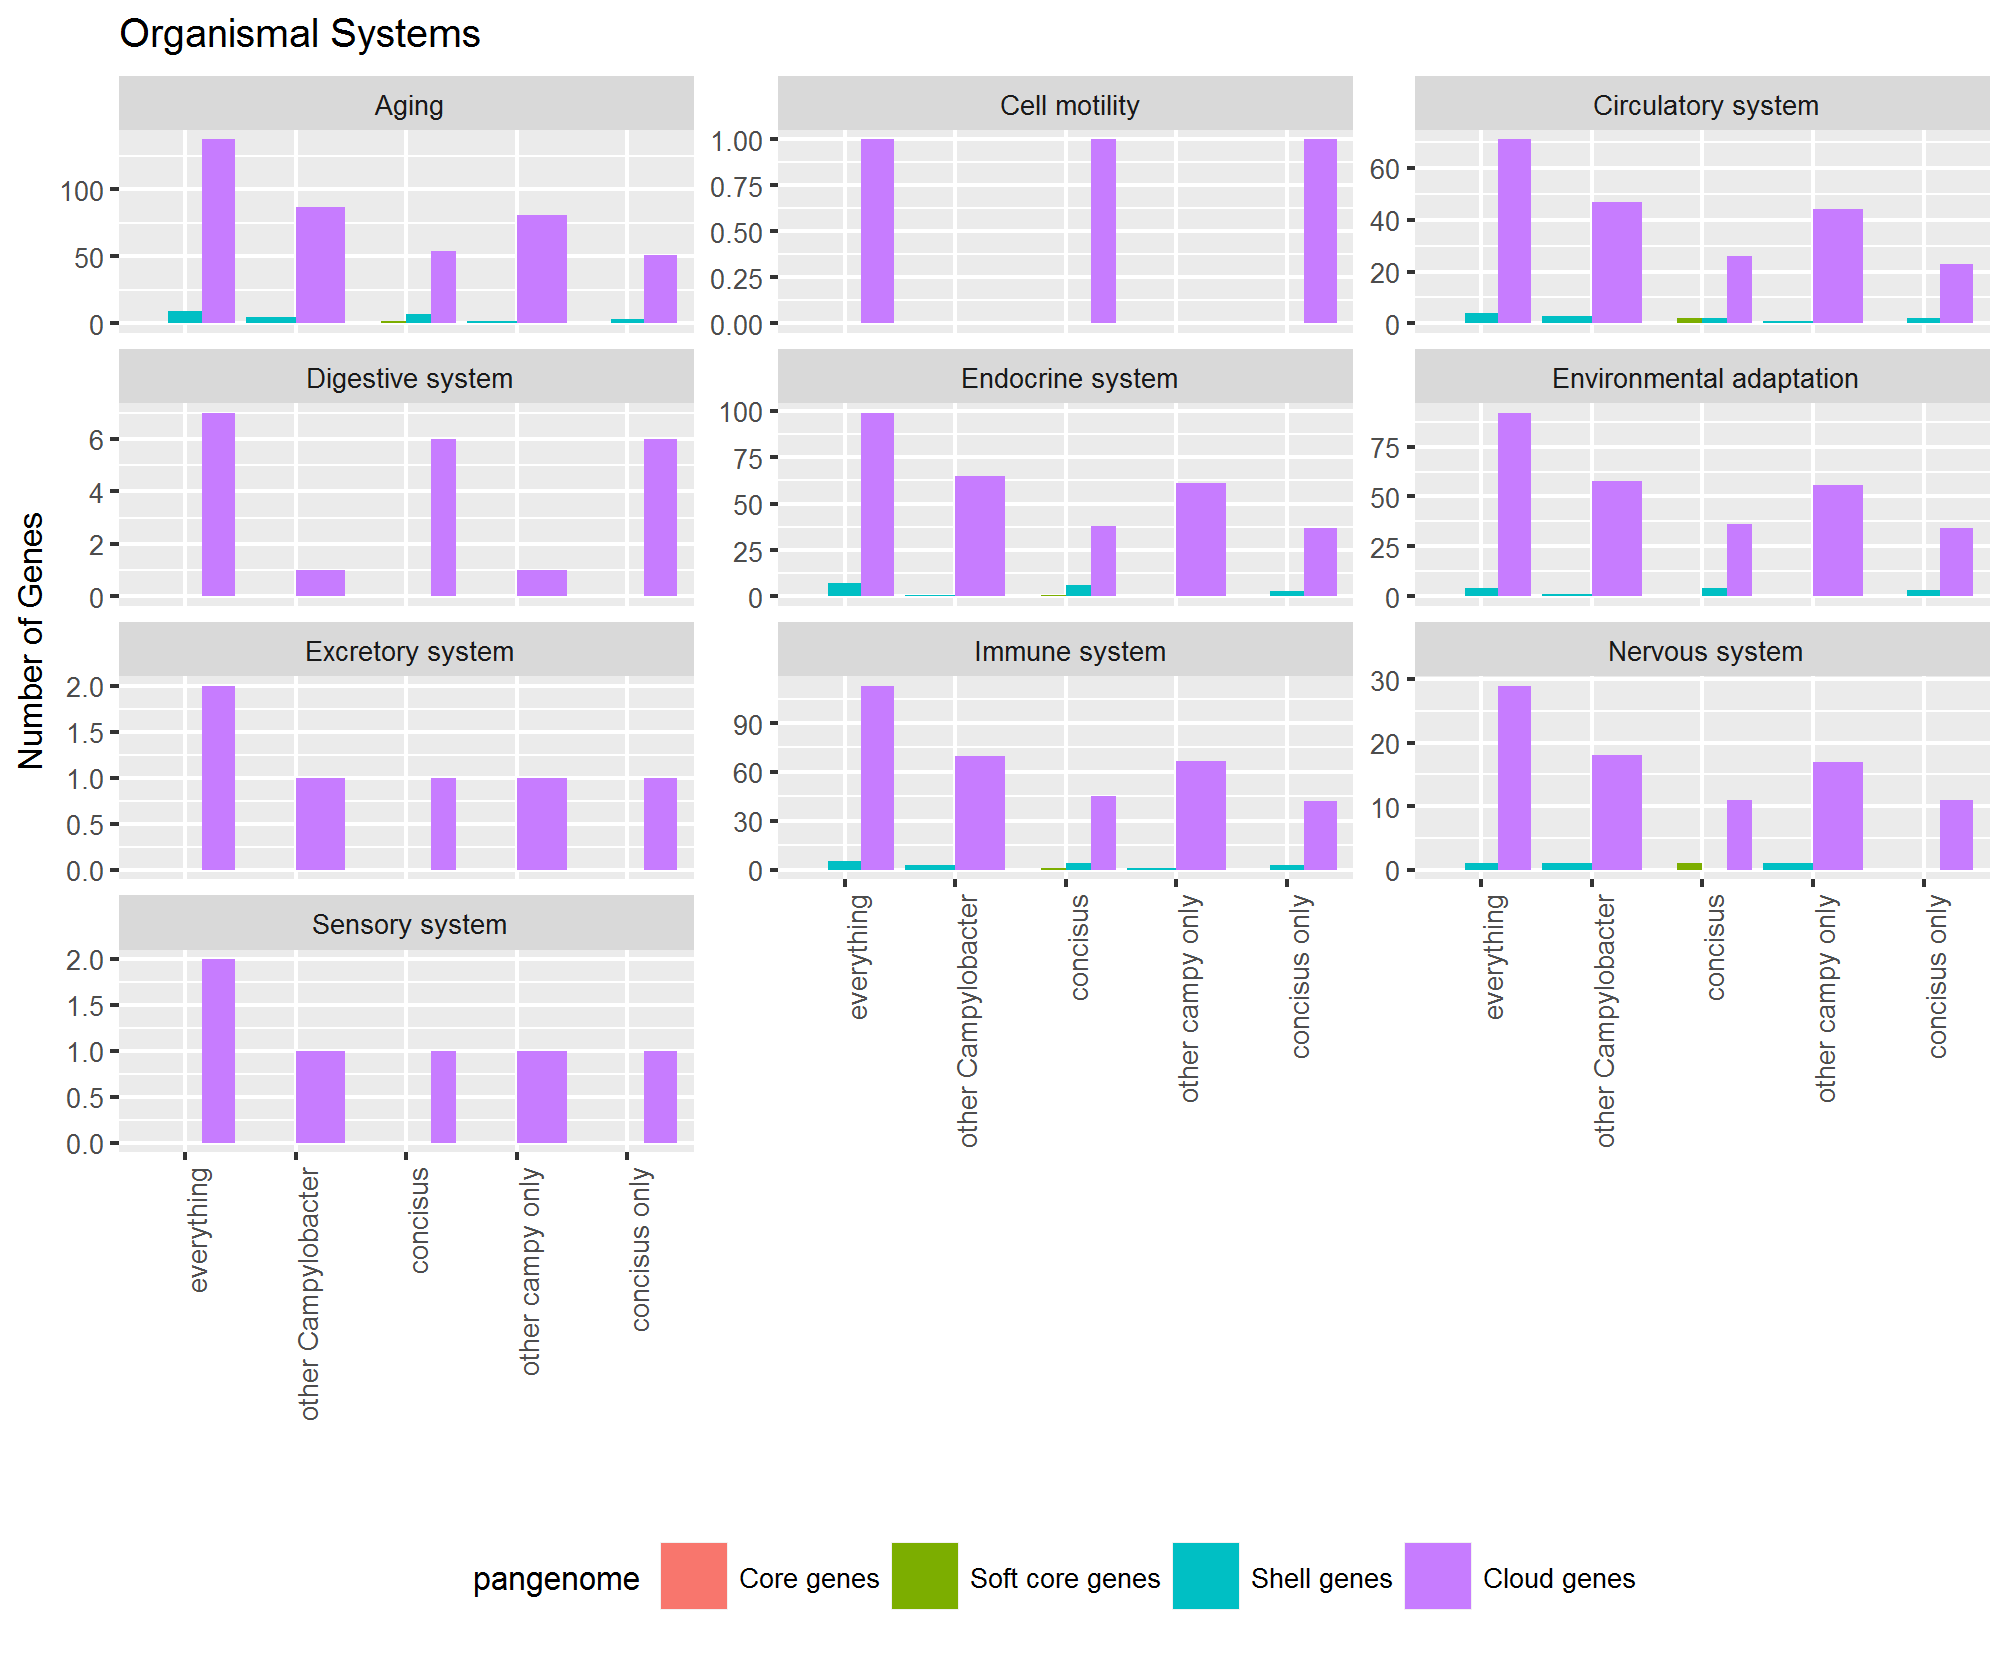 Organismal Systems
Number of Genes
Aging
100
50
0
Cell motility
1.00
0.75
0.50
0.25
0.00
Circulatory system
60
40
20
0
Digestive system
6
4
2
0
Endocrine system
100
75
50
25
0
Environmental adaptation
75
50
25
0
Excretory system
2.0
1.5
1.0
0.5
0.0
Immune system
90
60
30
0
everything
other Campylobacter
concisus
other campy only
concisus only
Nervous system
30
20
10
0
everything
other Campylobacter
concisus
other campy only
concisus only
Sensory system
2.0
1.5
1.0
0.5
0.0
everything
other Campylobacter
concisus
other campy only
concisus only
pangenome
Core genes
Soft core genes
Shell genes
Cloud genes